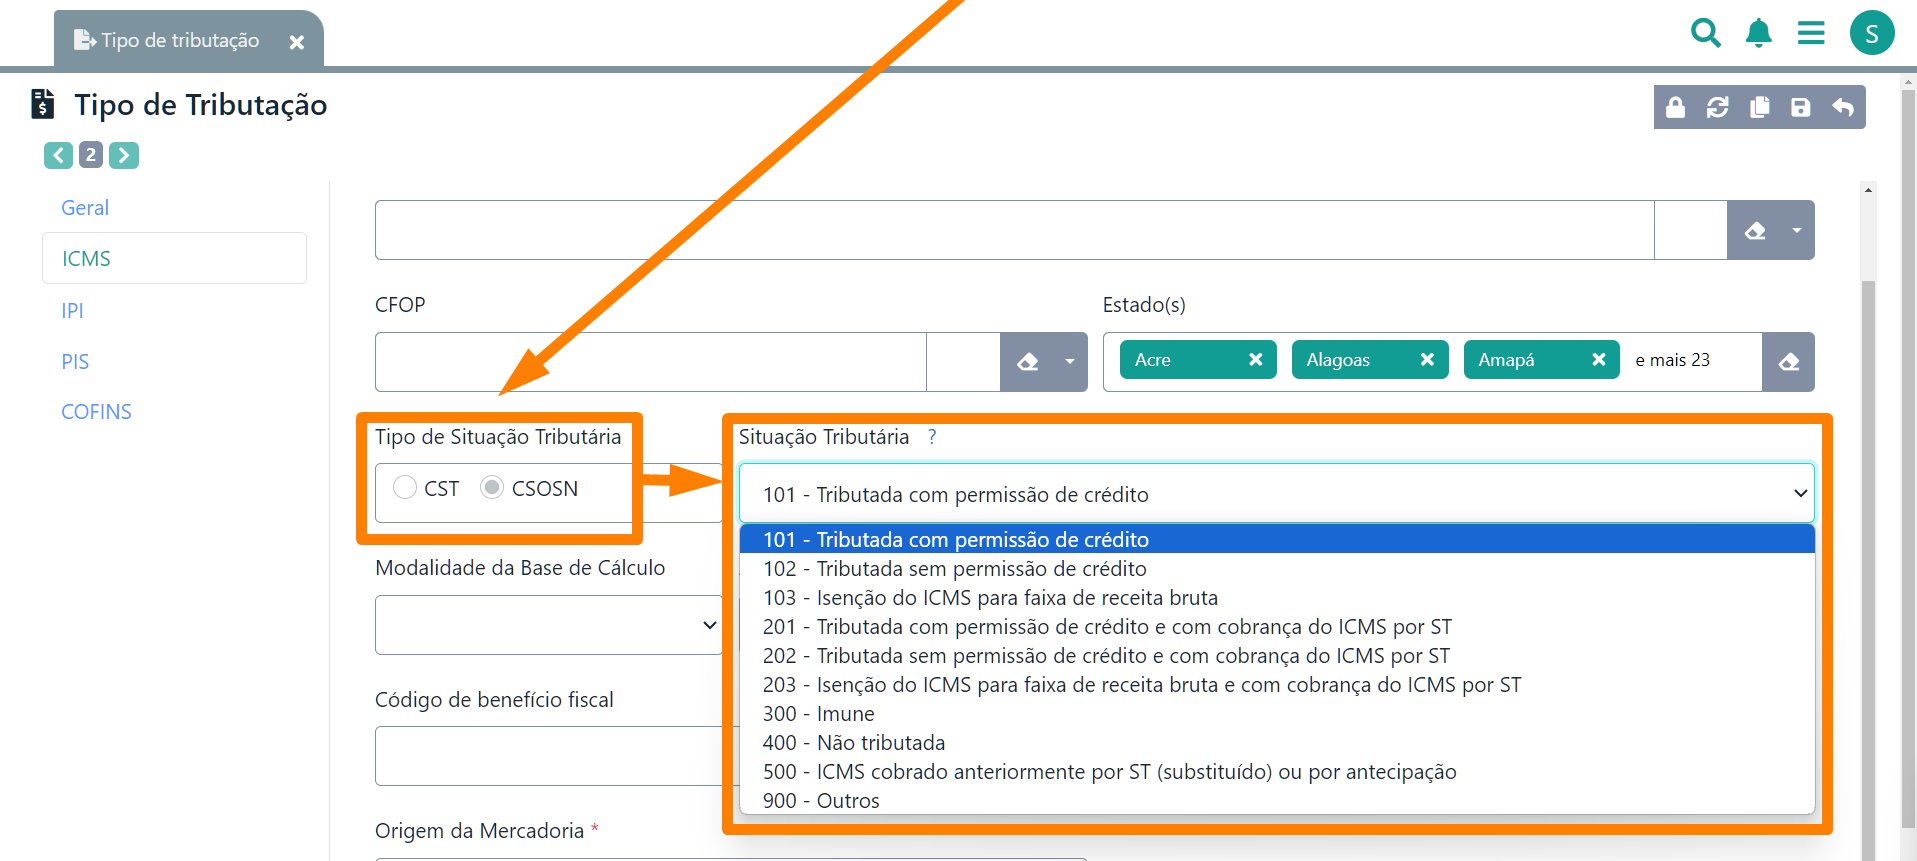 Tipo de tributação
S
Tipo de Tributação
2
Geral
ICMS
IPI
PIS
COFINS
CFOP
Estado(s)
Acre
Alagoas
Amapá
e mais 23
Tipo de Situação Tributária
CST
CSOSN
Situação Tributária ?
101 - Tributada com permissão de crédito
101 - Tributada com permissão de crédito
102 - Tributada sem permissão de crédito
103 - Isenção do ICMS para faixa de receita bruta
201 - Tributada com permissão de crédito e com cobrança do ICMS por ST
202 - Tributada sem permissão de crédito e com cobrança do ICMS por ST
203 - Isenção do ICMS para faixa de receita bruta e com cobrança do ICMS por ST
300 - Imune
400 - Não tributada
500 - ICMS cobrado anteriormente por ST (substituído) ou por antecipação
900 - Outros
Modalidade da Base de Cálculo
Código de benefício fiscal
Origem da Mercadoria *